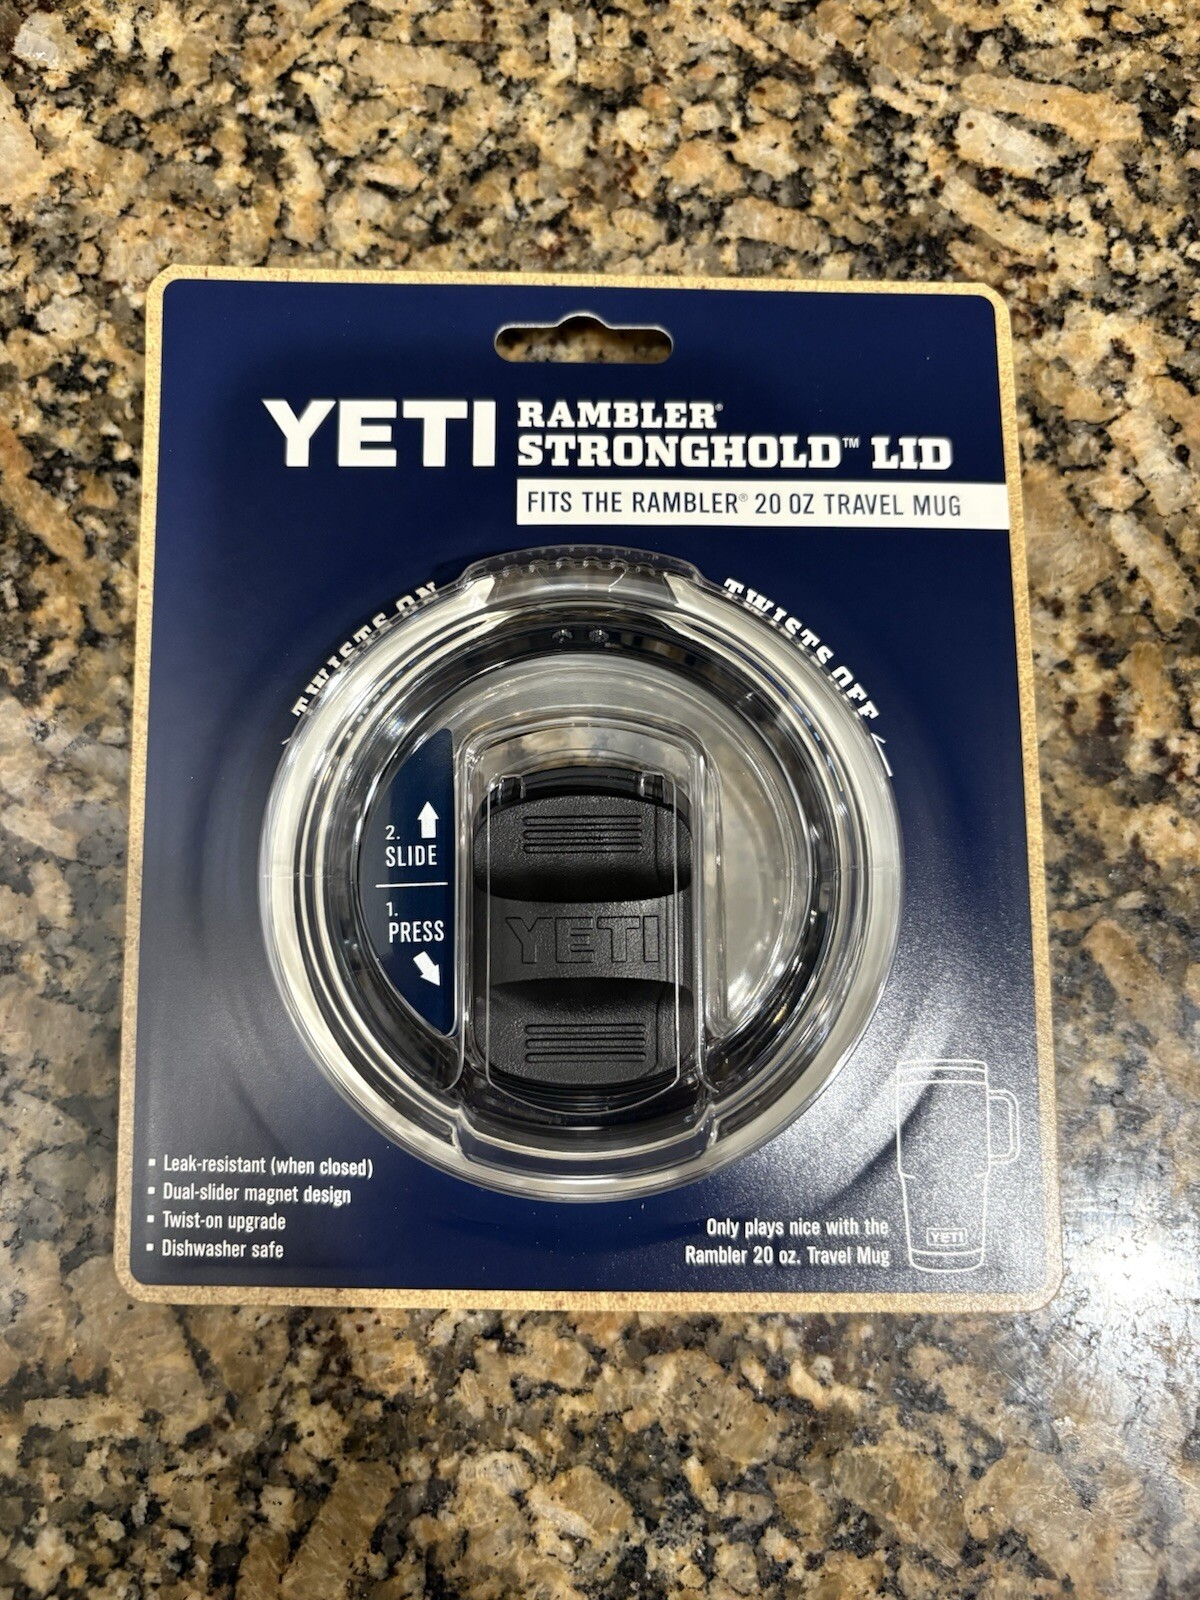 YETI RAMBLER®
STRONGHOLD™ LID
FITS THE RAMBLER® 20 OZ TRAVEL MUG
TWISTS ON
TWISTS OFF
2.
SLIDE
1.
PRESS
YETI
▪ Leak-resistant (when closed)
▪ Dual-slider magnet design
▪ Twist-on upgrade
▪ Dishwasher safe
Only plays nice with the
Rambler 20 oz. Travel Mug
YETI